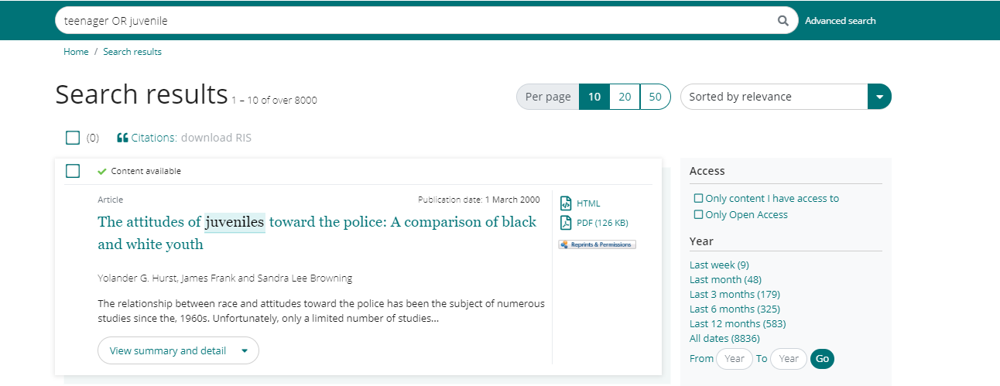 teenager OR juvenile
Advanced search
Home / Search results
Search results 1 – 10 of over 8000
Per page 10 20 50
Sorted by relevance
(0) Citations: download RIS
Content available
Article
Publication date: 1 March 2000
The attitudes of juveniles toward the police: A comparison of black
and white youth
Yolander G. Hurst, James Frank and Sandra Lee Browning
The relationship between race and attitudes toward the police has been the subject of numerous
studies since the, 1960s. Unfortunately, only a limited number of studies...
View summary and detail
HTML
PDF (126 KB)
Reprints & Permissions
Access
Only content I have access to
Only Open Access
Year
Last week (9)
Last month (48)
Last 3 months (179)
Last 6 months (325)
Last 12 months (583)
All dates (8836)
From Year To Year Go